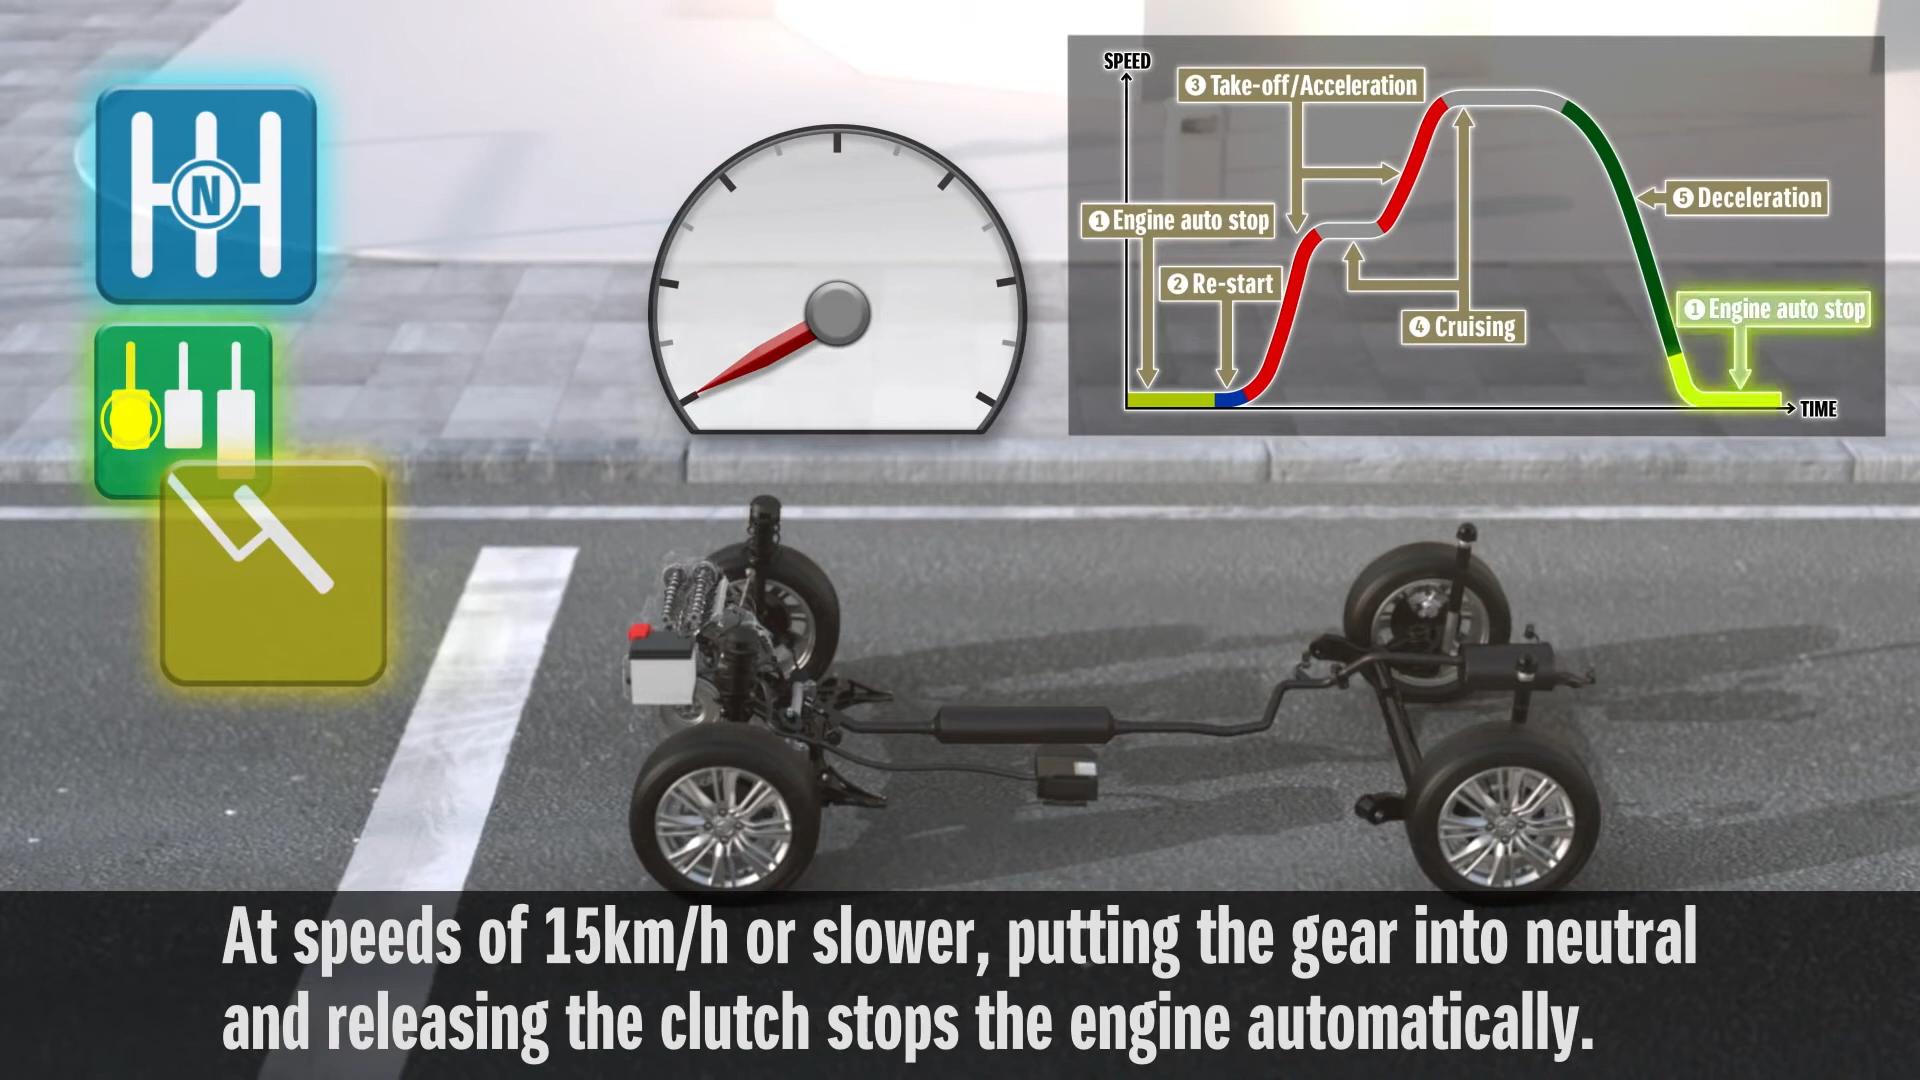 SPEED
❸ Take-off/Acceleration
N
❺ Deceleration
❶ Engine auto stop
❷ Re-start
❶ Engine auto stop
❹ Cruising
TIME
At speeds of 15km/h or slower, putting the gear into neutral
and releasing the clutch stops the engine automatically.